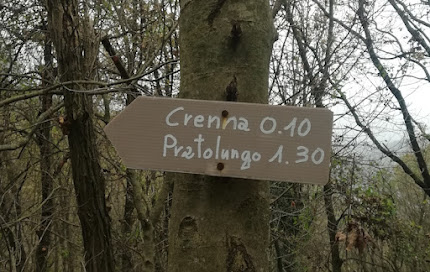 Crenna 0.10
Pratolungo 1.30